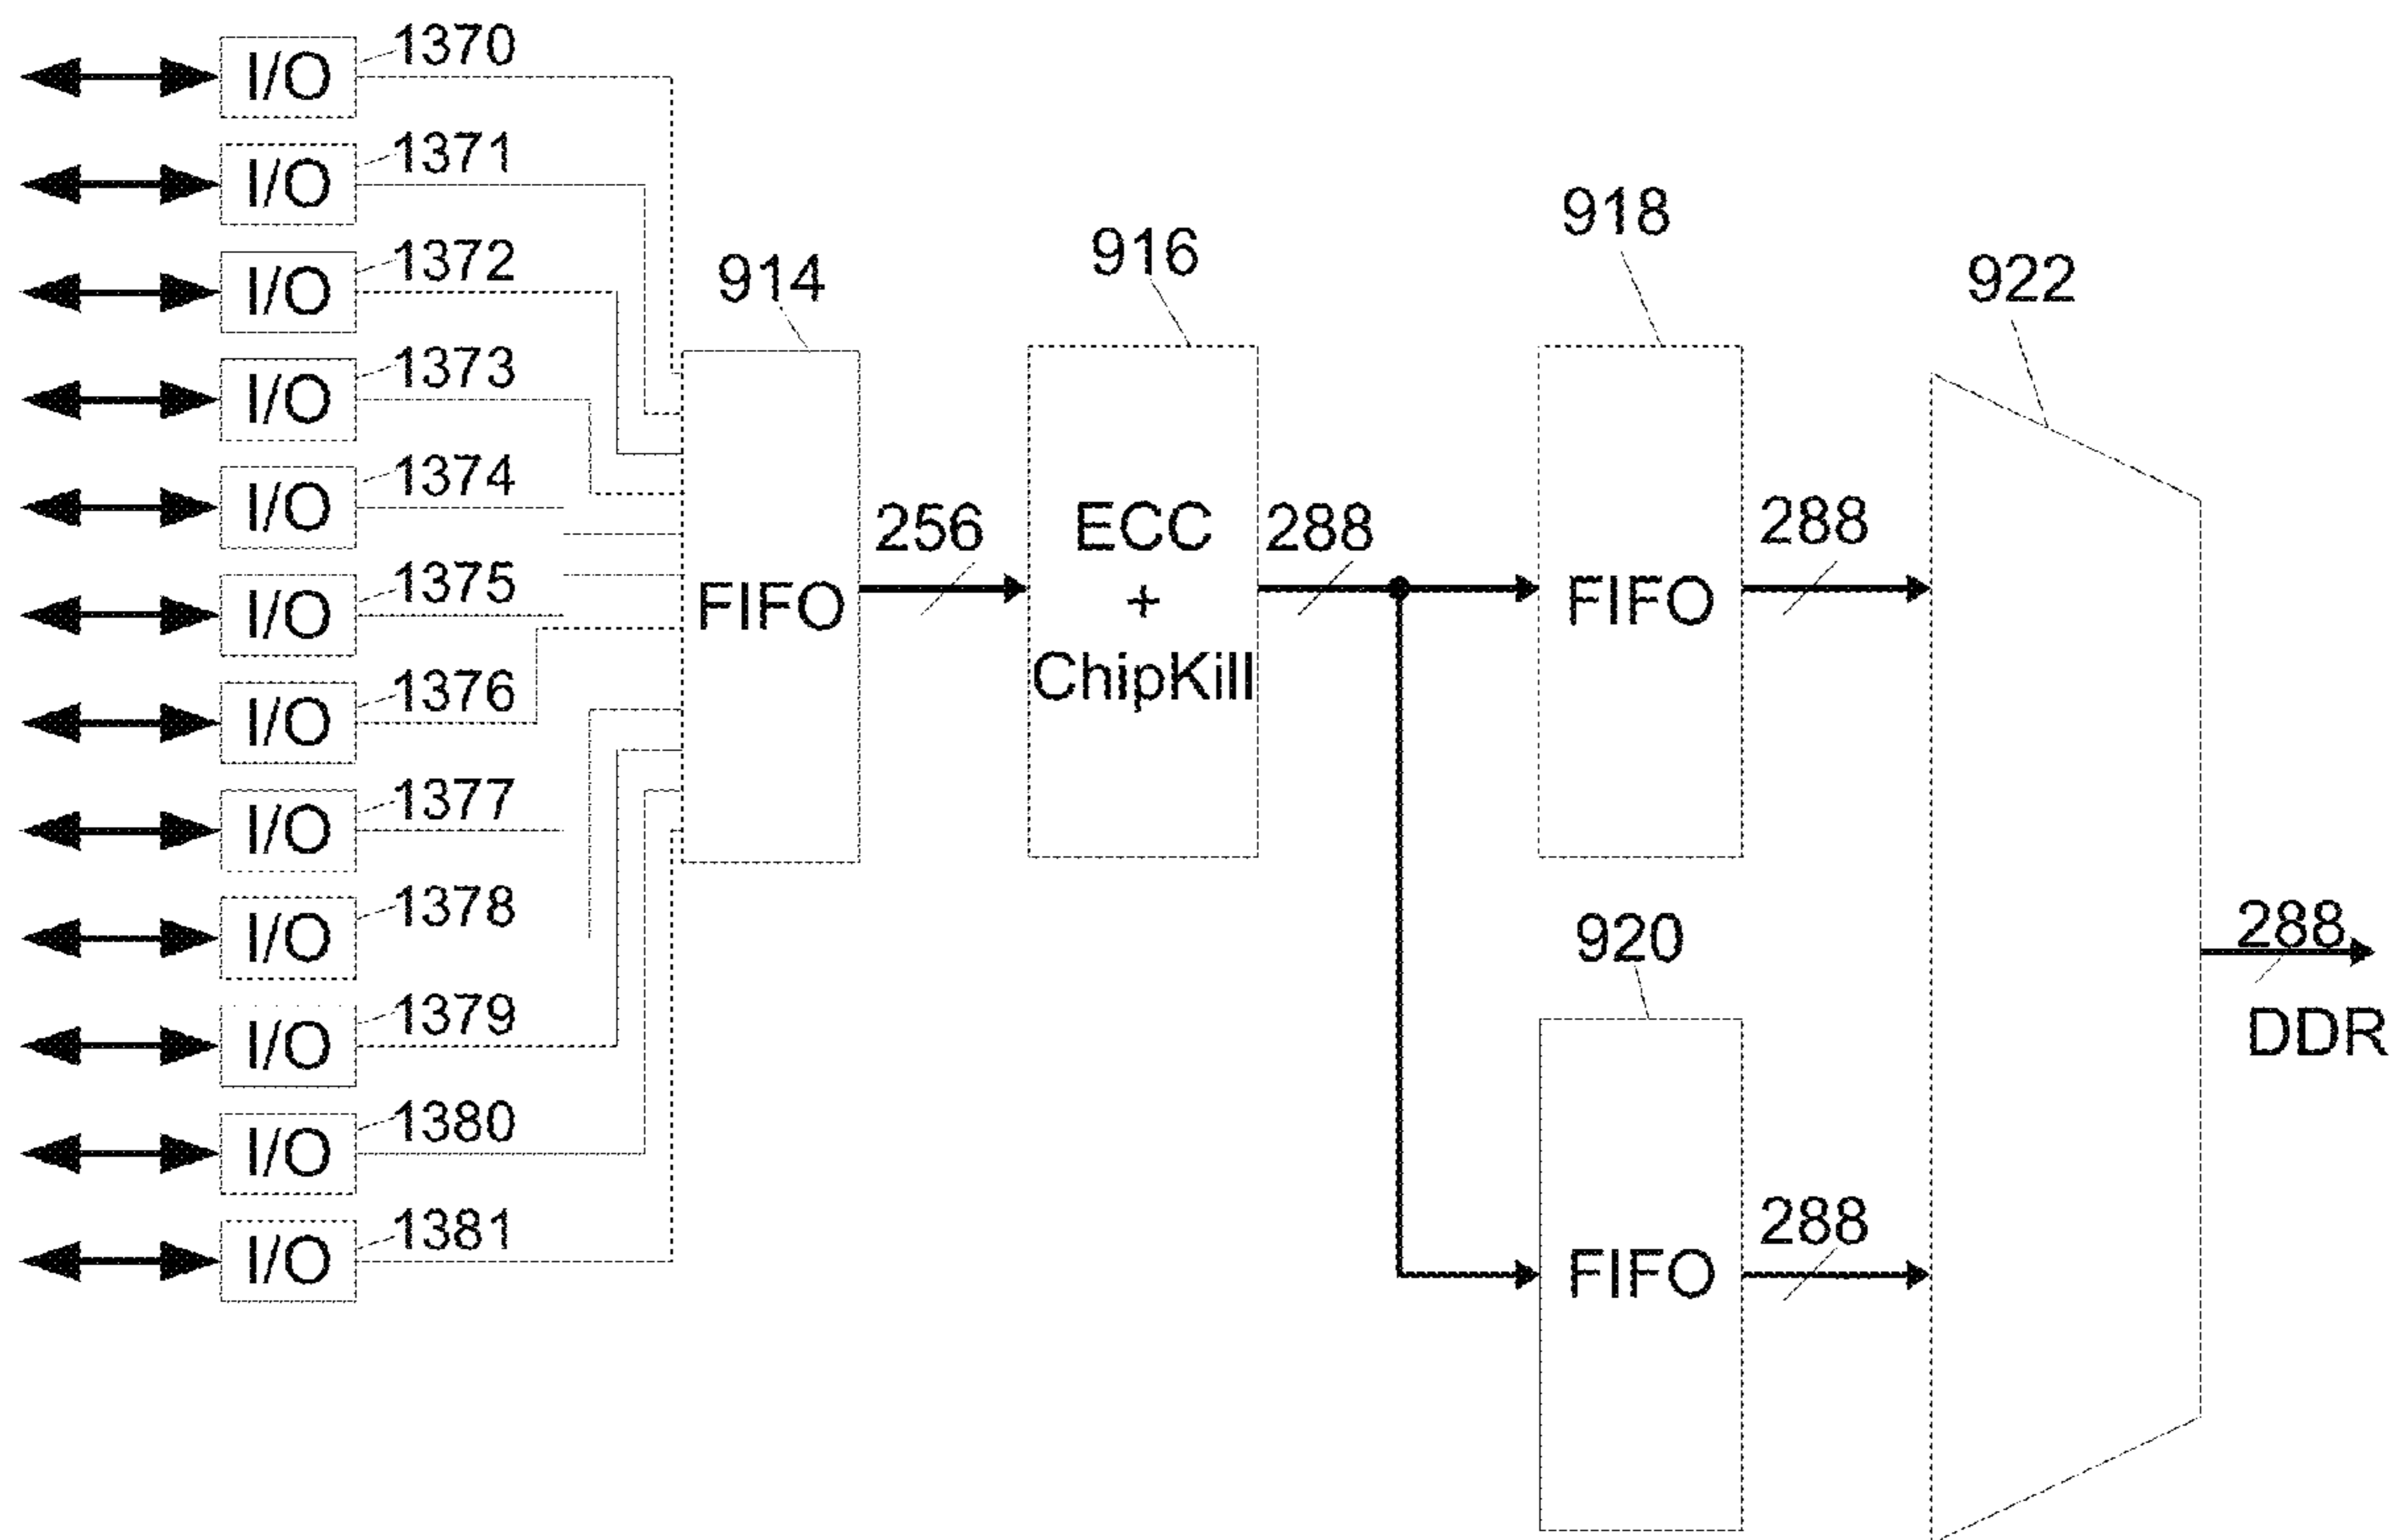 I/O 1370
I/O 1371
I/O 1372
I/O 1373
I/O 1374
I/O 1375
I/O 1376
I/O 1377
I/O 1378
I/O 1379
I/O 1380
I/O 1381
914
FIFO
256
916
ECC
+
ChipKill
288
918
FIFO
288
920
FIFO
288
922
288
DDR